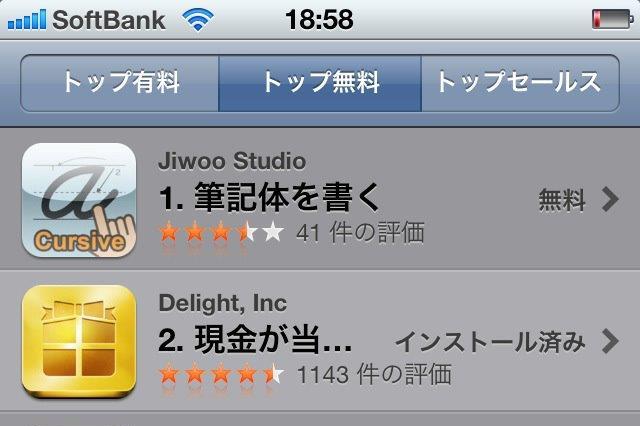 SoftBank 18:58
トップ有料 トップ無料 トップセールス
Jiwoo Studio
1. 筆記体を書く 無料
41 件の評価
Cursive
Delight, Inc
2. 現金が当... インストール済み
1143 件の評価